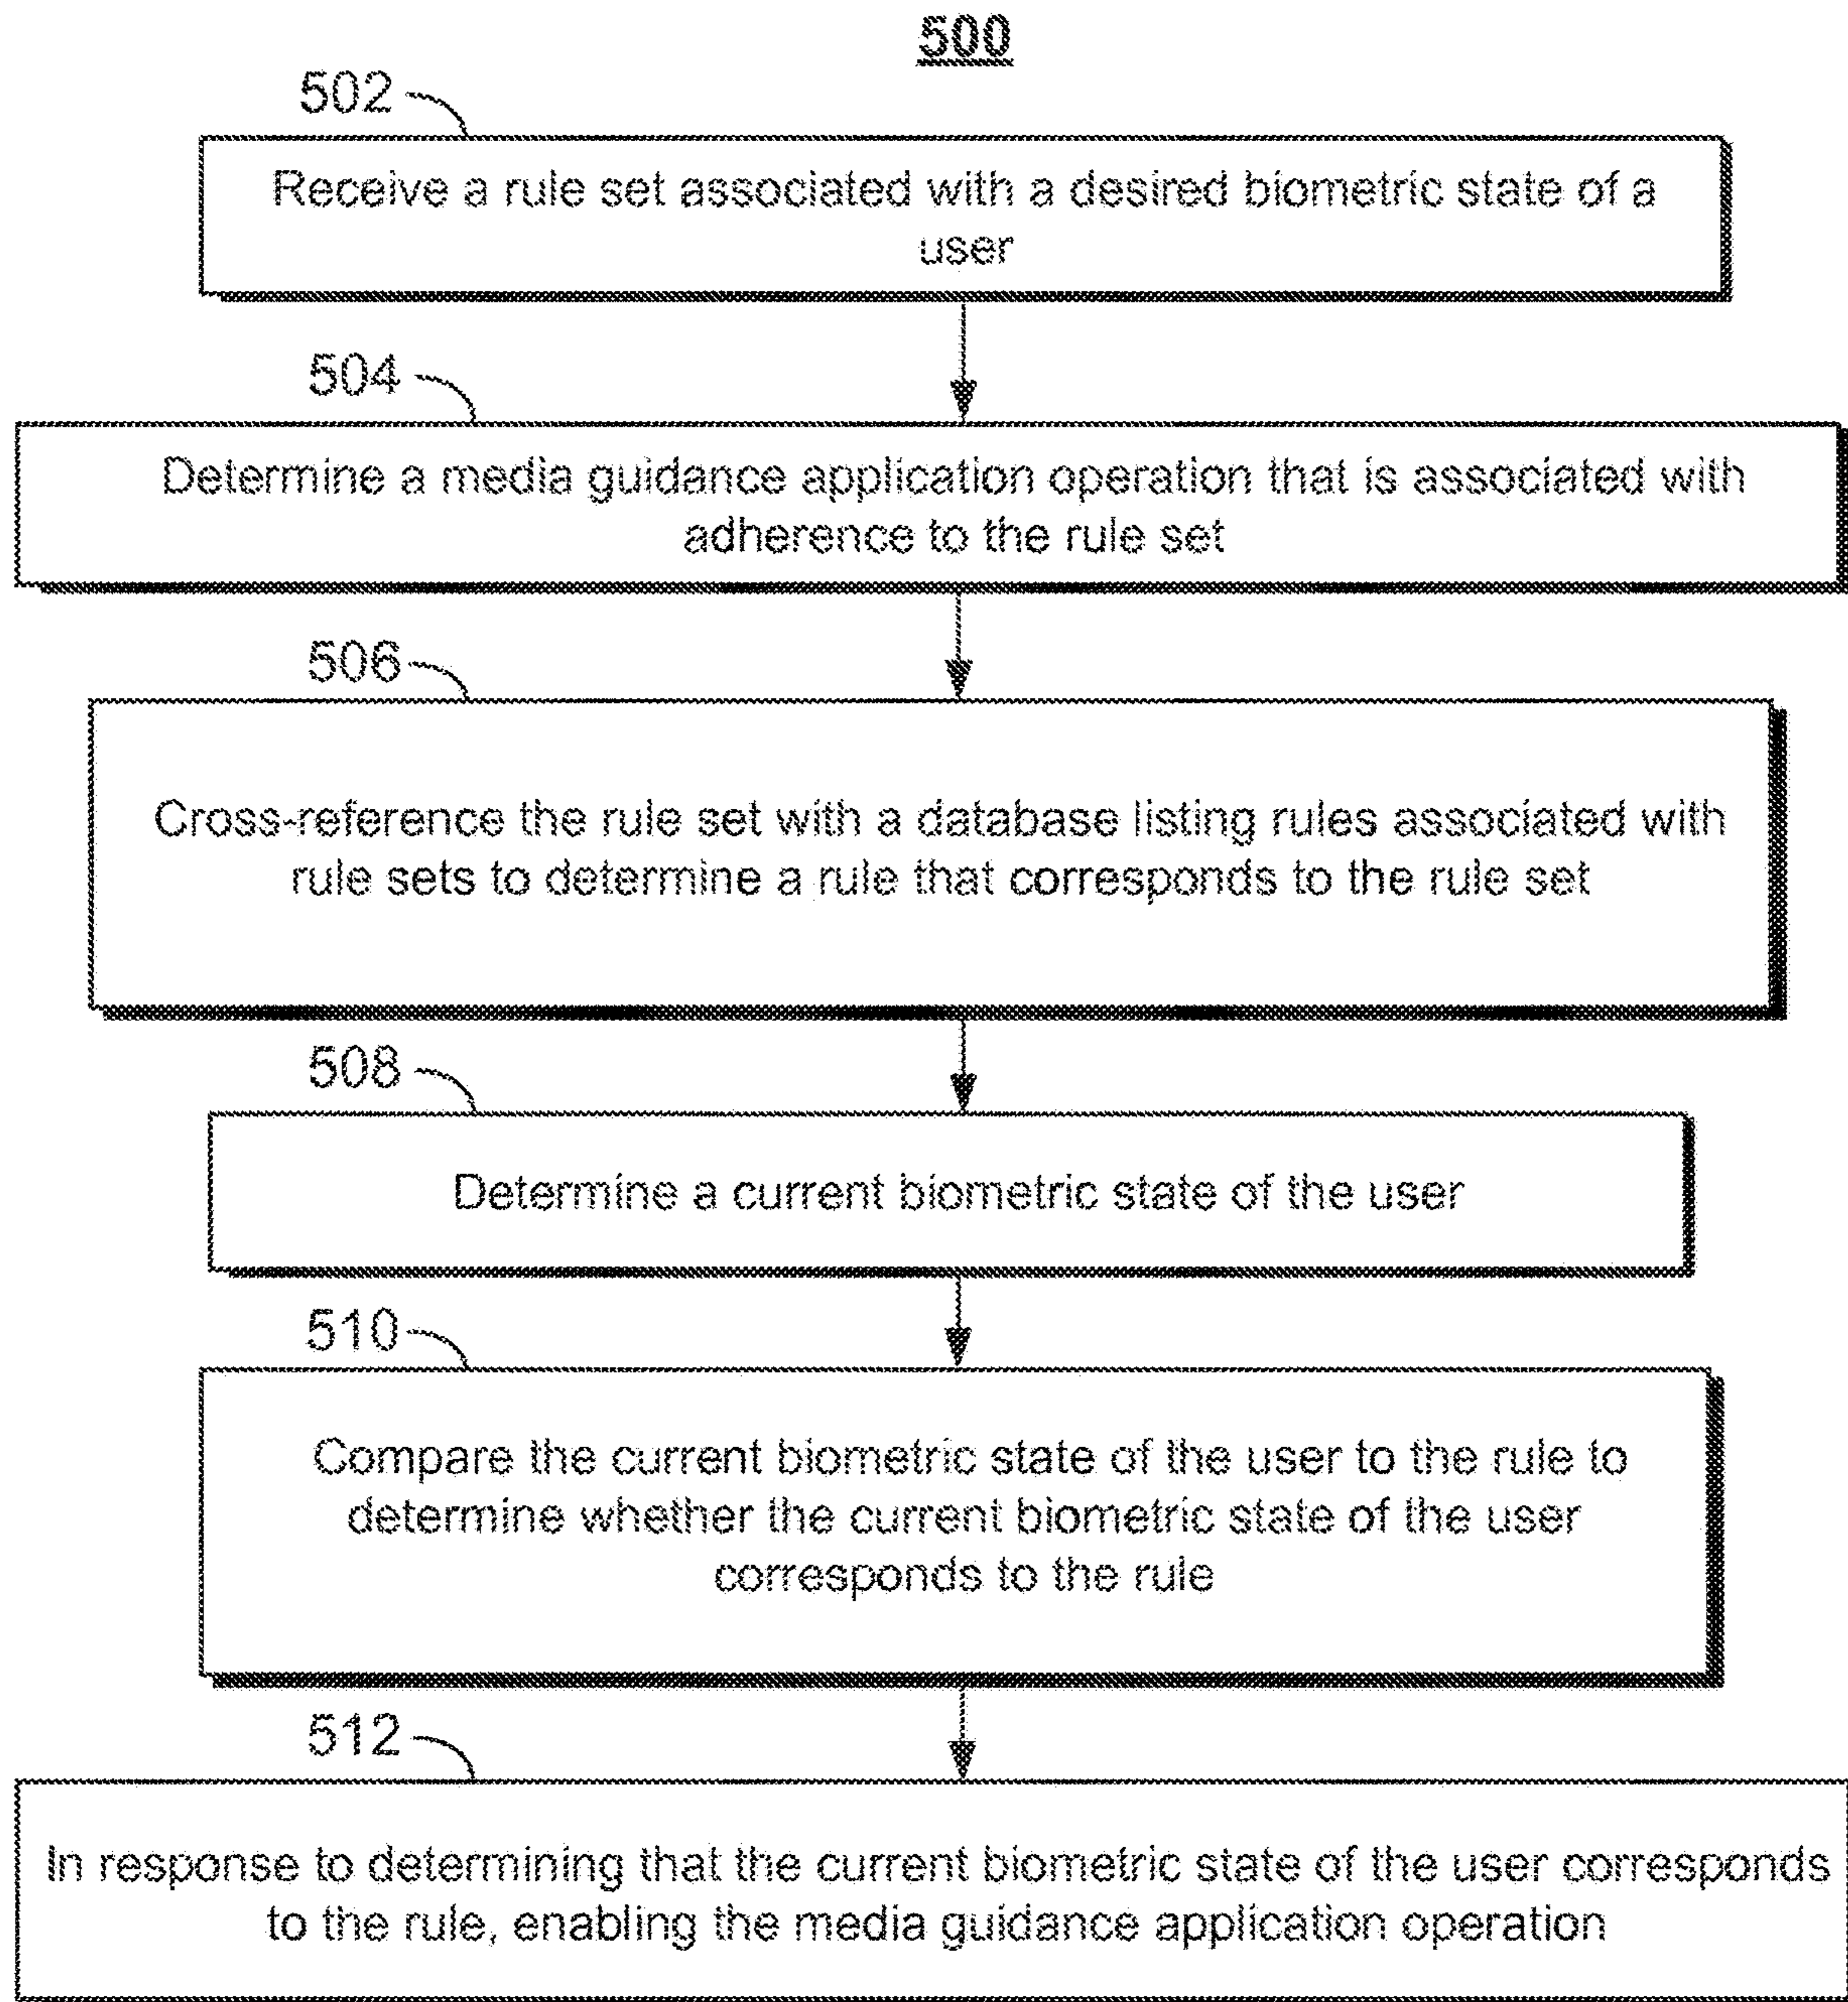 500
502
Receive a rule set associated with a desired biometric state of a
user
504
Determine a media guidance application operation that is associated with
adherence to the rule set
506
Cross-reference the rule set with a database listing rules associated with
rule sets to determine a rule that corresponds to the rule set
508
Determine a current biometric state of the user
510
Compare the current biometric state of the user to the rule to
determine whether the current biometric state of the user
corresponds to the rule
512
In response to determining that the current biometric state of the user corresponds
to the rule, enabling the media guidance application operation